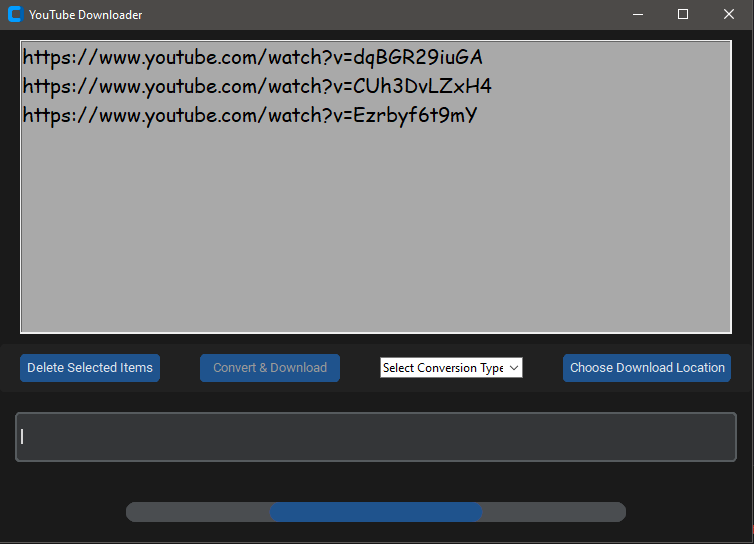 YouTube Downloader
https://www.youtube.com/watch?v=dqBGR29iuGA
https://www.youtube.com/watch?v=CUh3DvLZxH4
https://www.youtube.com/watch?v=Ezrbyf6t9mY
Delete Selected Items
Convert & Download
Select Conversion Type
Choose Download Location